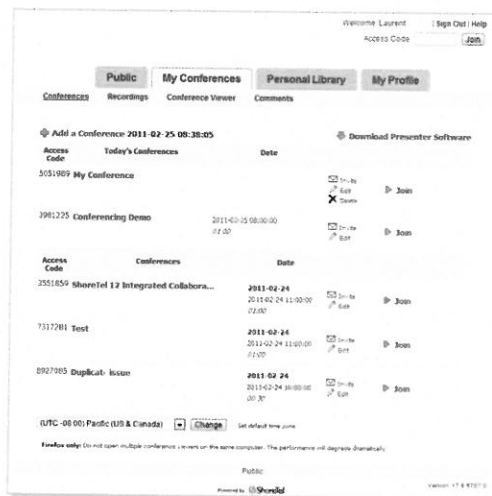 Welcome Laurent | Sign Out | Help
Access Code Join
Public My Conferences Personal Library My Profile
Conferences Recordings Conference Viewer Comments
Add a Conference 2011-02-25 08:38:05 Download Presenter Software
Access Code Today's Conferences Date
5051989 My Conference
Invite
Edit
Delete
Join
3981225 Conferencing Demo
2011-02-25 08:00:00
01:00
Invite
Edit
Join
Access Code Conferences Date
3551859 ShoreTel 12 Integrated Collabora...
2011-02-24
2011-02-24 11:00:00
01:00
Invite
Edit
Join
7317281 Test
2011-02-24
2011-02-24 11:00:00
01:00
Invite
Edit
Join
8927085 Duplicate issue
2011-02-24
2011-02-24 10:00:00
00:30
Invite
Edit
Join
(UTC -08:00) Pacific (US & Canada) Change Set default time zone
Firefox only: Do not open multiple conference viewers on the same computer. The performance will degrade dramatically.
Public
Powered by ShoreTel
Version